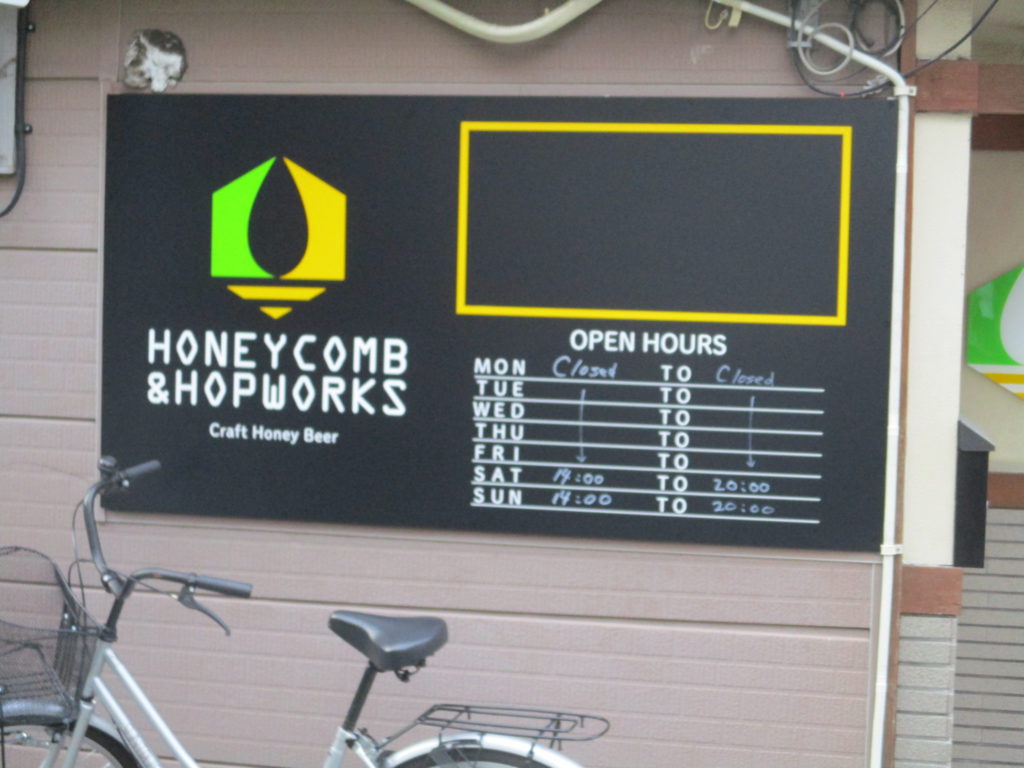 HONEYCOMB
&HOPWORKS
Craft Honey Beer
OPEN HOURS
MON Closed TO Closed
TUE TO
WED TO
THU TO
FRI TO
SAT 14:00 TO 20:00
SUN 14:00 TO 20:00